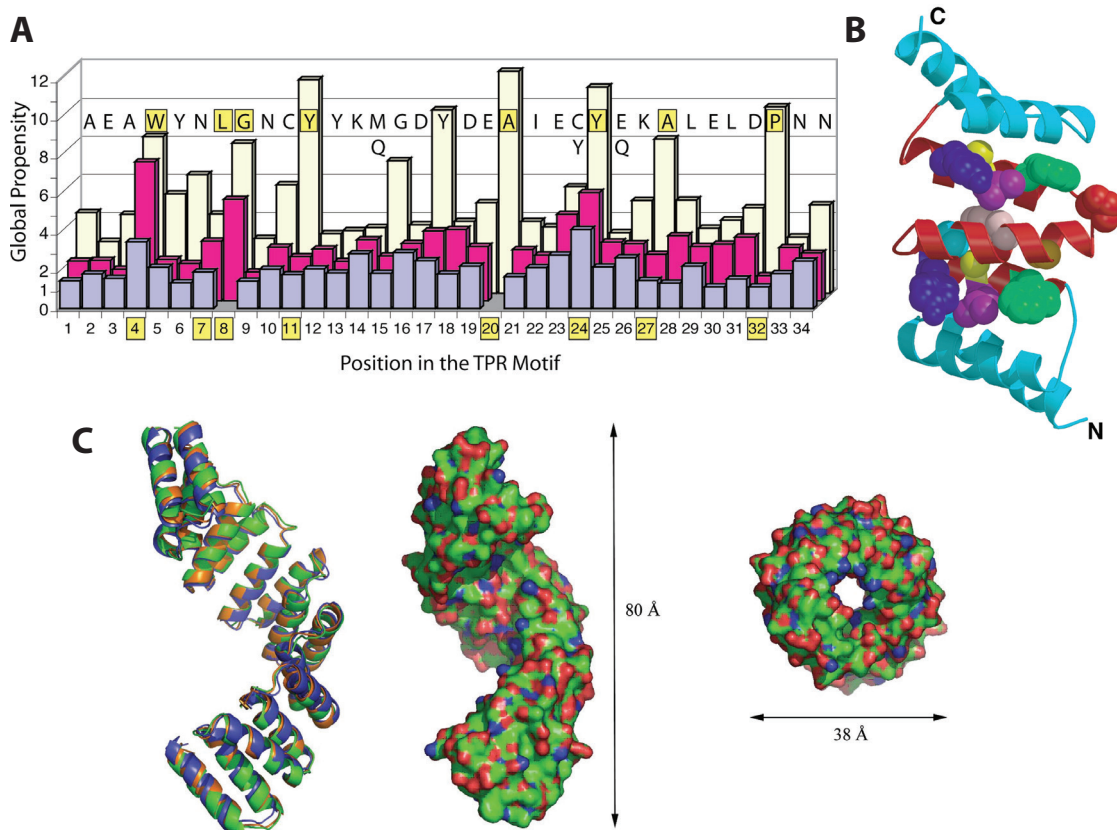 A
B
C
12
A E A W Y N L G N C Y Y K M G D Y D E A I E C Y E K A L E L D P N N
10
Q Y Q
8
6
4
2
0
Global Propensity
1 2 3 4 5 6 7 8 9 10 11 12 13 14 15 16 17 18 19 20 21 22 23 24 25 26 27 28 29 30 31 32 33 34
Position in the TPR Motif
C
N
80 Å
38 Å